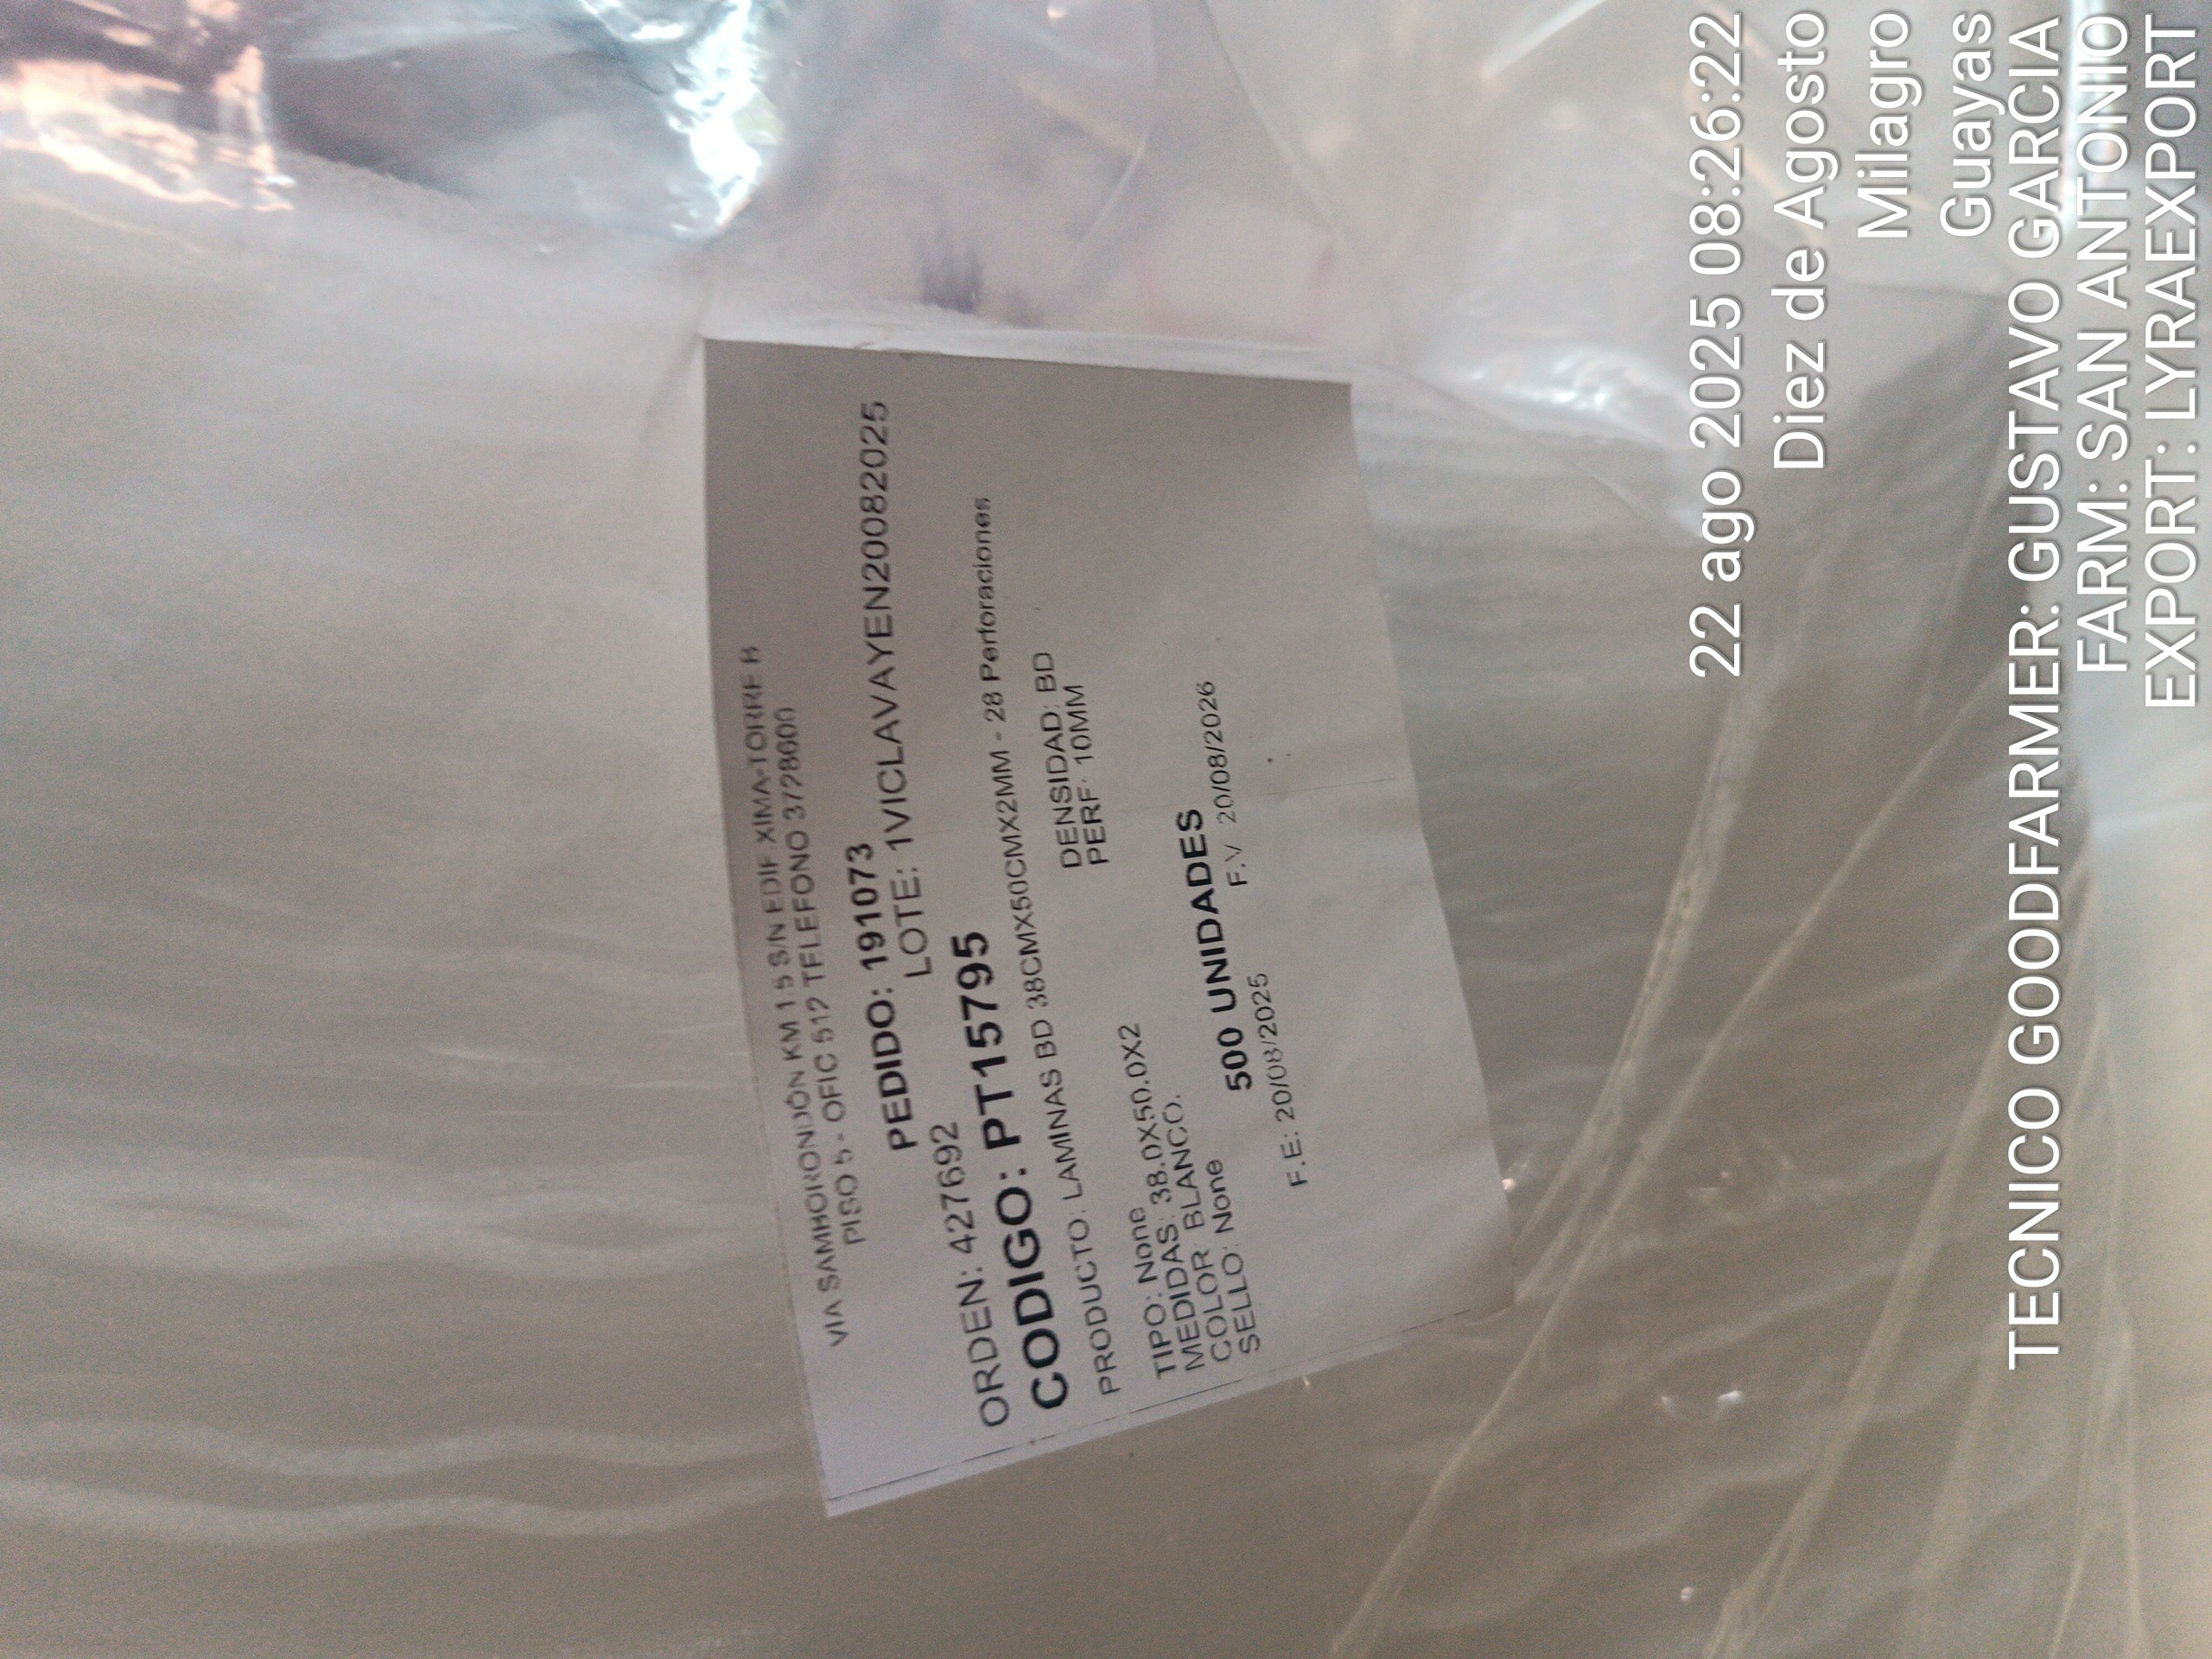 VIA SAMBORONDÓN KM 1.5 S/N EDIF.XIMA-TORRE B
PISO 5 - OFIC 512 TELEFONO 3728600
PEDIDO: 191073
ORDEN: 427692 LOTE: 1VICLAVAYEN20082025
CODIGO: PT15795
PRODUCTO: LAMINAS BD 38CMX50CMX2MM - 28 Perforaciones
TIPO: None DENSIDAD: BD
MEDIDAS: 38.0X50.0X2 PERF: 10MM
COLOR: BLANCO.
SELLO: None
500 UNIDADES
F.E: 20/08/2025 F.V 20/08/2026
22 ago 2025 08:26:22
Diez de Agosto
Milagro
Guayas
TECNICO GOODFARMER: GUSTAVO GARCIA
FARM: SAN ANTONIO
EXPORT: LYRAEXPORT